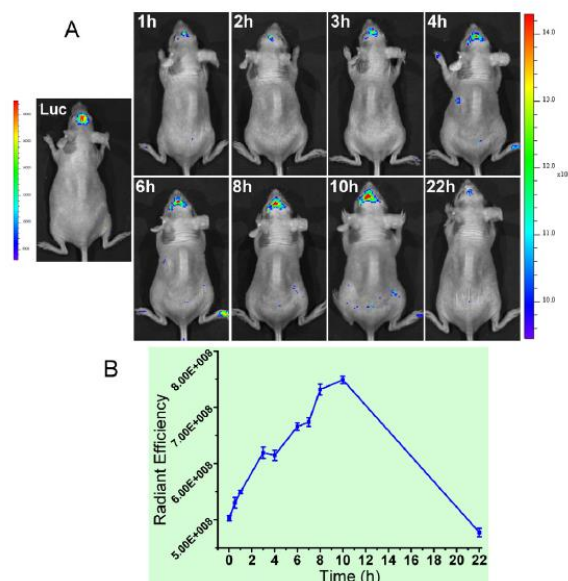 A
1h 2h 3h 4h
Luc
6h 8h 10h 22h
14.0
13.0
12.0
11.0
10.0
B
Radiant Efficiency
8.00E+008
7.00E+008
6.00E+008
5.00E+008
0 2 4 6 8 10 12 14 16 18 20 22
Time (h)